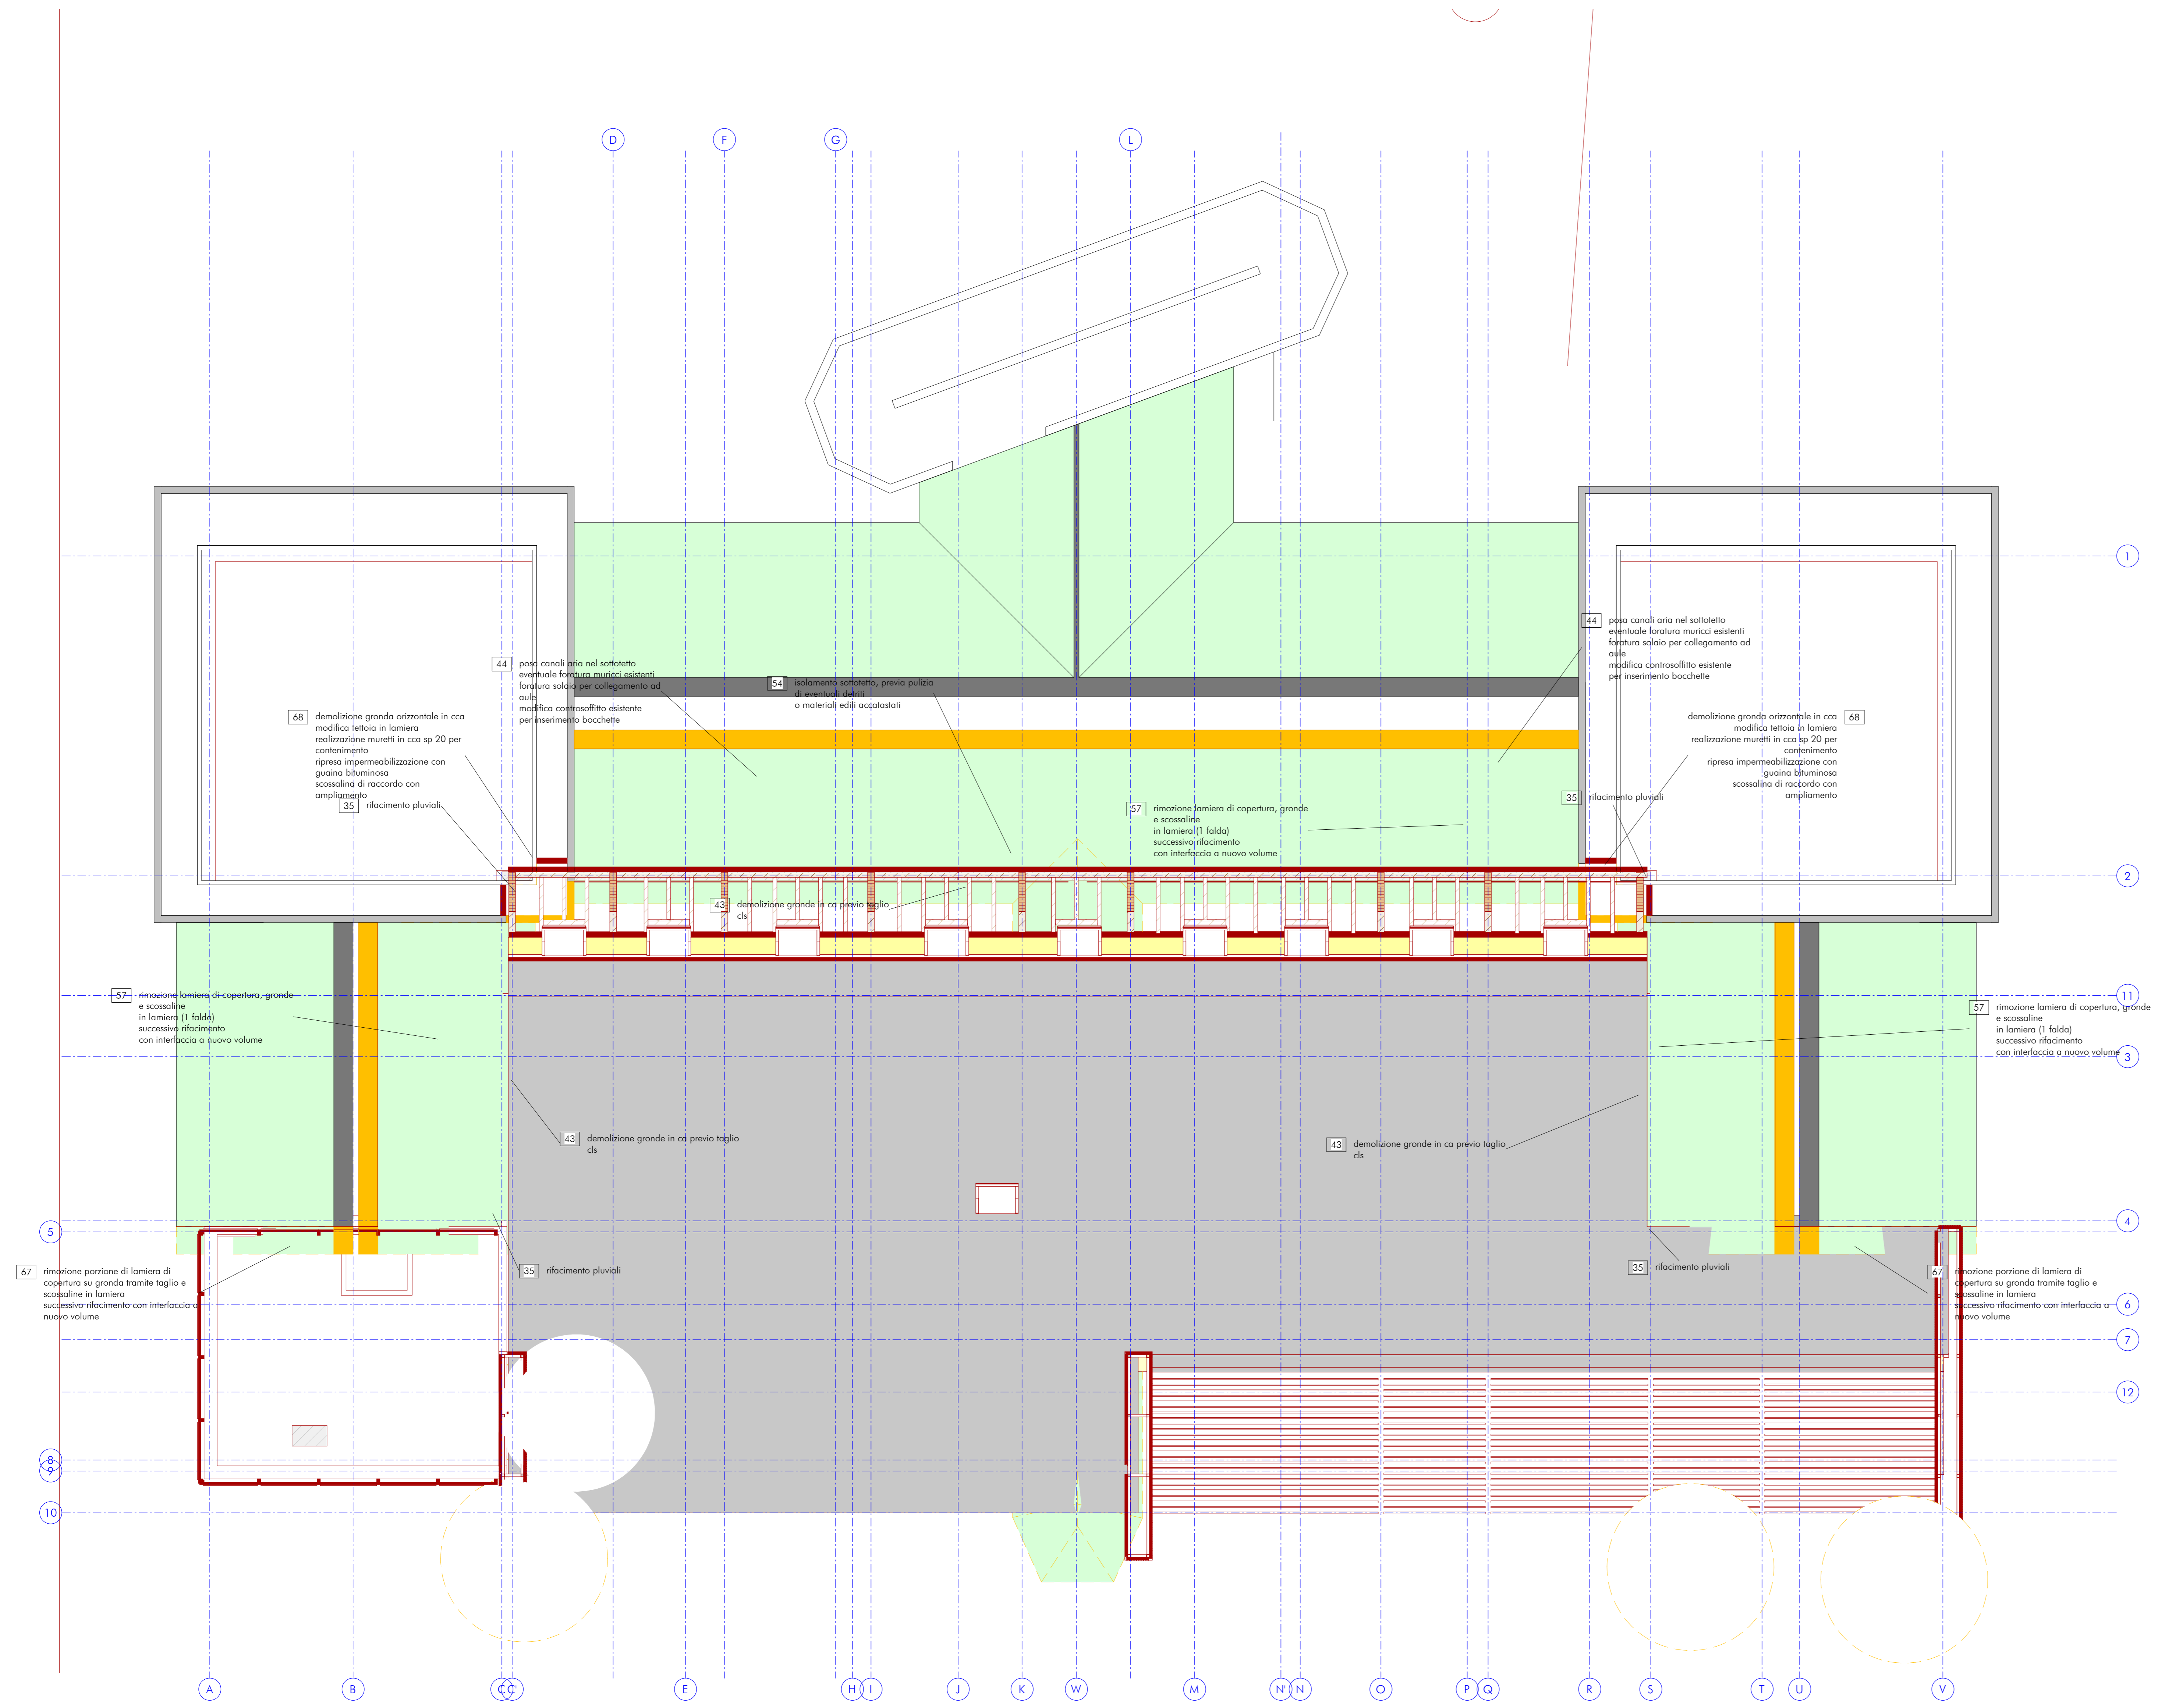 D
F
G
L
1
44
posa canali aria nel sottotetto
eventuale foratura muricci esistenti
foratura solaio per collegamento ad
aule
modifica controsoffitto esistente
per inserimento bocchette
44
posa canali aria nel sottotetto
eventuale foratura muricci esistenti
foratura solaio per collegamento ad
aule
modifica controsoffitto esistente
per inserimento bocchette
54
isolamento sottotetto, previa pulizia
di eventuali detriti
o materiali edili accatastati
68
demolizione gronda orizzontale in cca
modifica tettoia in lamiera
realizzazione muretti in cca sp 20 per
contenimento
ripresa impermeabilizzazione con
guaina bituminosa
scossalina di raccordo con
ampliamento
demolizione gronda orizzontale in cca
68
modifica tettoia in lamiera
realizzazione muretti in cca sp 20 per
contenimento
ripresa impermeabilizzazione con
guaina bituminosa
scossalina di raccordo con
ampliamento
35
rifacimento pluviali
35
rifacimento pluviali
57
rimozione lamiera di copertura, gronde
e scossaline
in lamiera (1 falda)
successivo rifacimento
con interfaccia a nuovo volume
2
43
demolizione gronde in ca previo taglio
cls
57
rimozione lamiera di copertura, gronde
e scossaline
in lamiera (1 falda)
successivo rifacimento
con interfaccia a nuovo volume
11
57
rimozione lamiera di copertura, gronde
e scossaline
in lamiera (1 falda)
successivo rifacimento
con interfaccia a nuovo volume
3
43
demolizione gronde in ca previo taglio
cls
43
demolizione gronde in ca previo taglio
cls
5
4
67
rimozione porzione di lamiera di
copertura su gronda tramite taglio e
scossaline in lamiera
successivo rifacimento con interfaccia a
nuovo volume
35
rifacimento pluviali
35
rifacimento pluviali
67
rimozione porzione di lamiera di
copertura su gronda tramite taglio e
scossaline in lamiera
successivo rifacimento con interfaccia a
nuovo volume
6
7
12
8
9
10
A
B
C
C'
E
H
I
J
K
W
M
N'
N
O
P
Q
R
S
T
U
V